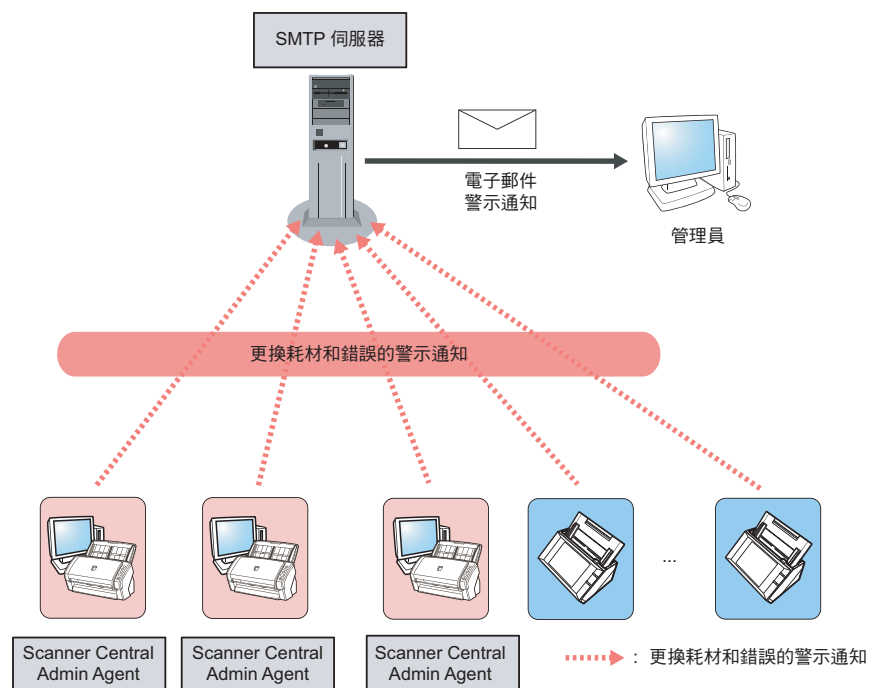 SMTP 伺服器
電子郵件
警示通知
管理員
更換耗材和錯誤的警示通知
...
Scanner Central
Admin Agent
Scanner Central
Admin Agent
Scanner Central
Admin Agent
: 更換耗材和錯誤的警示通知